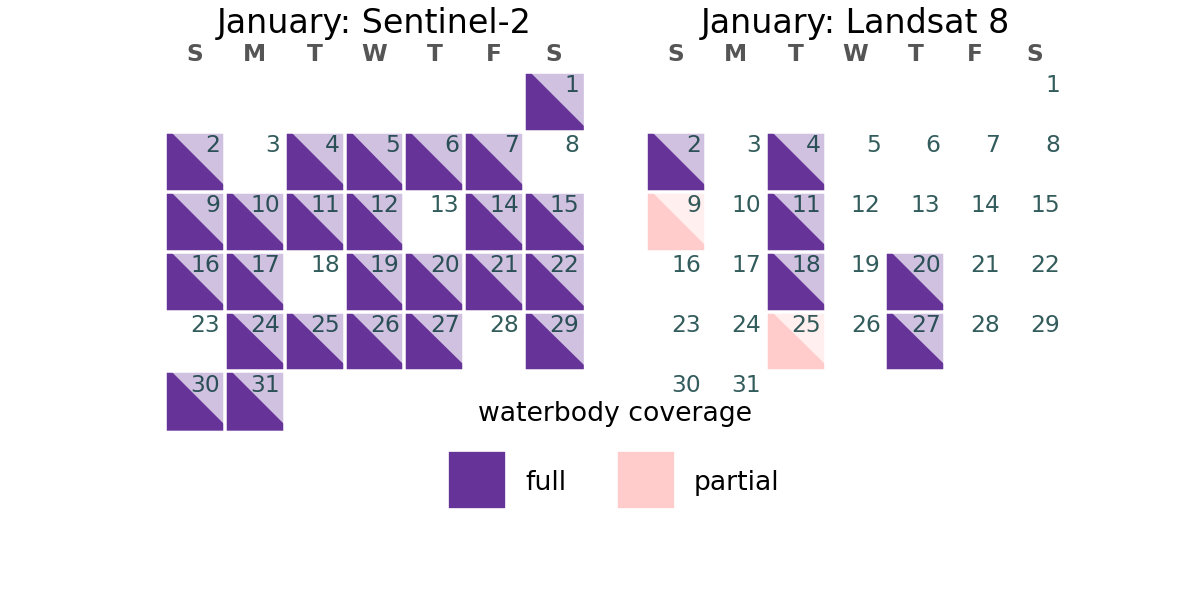 January: Sentinel-2
S M T W T F S
1
2 3 4 5 6 7 8
9 10 11 12 13 14 15
16 17 18 19 20 21 22
23 24 25 26 27 28 29
30 31
January: Landsat 8
S M T W T F S
1
2 3 4 5 6 7 8
9 10 11 12 13 14 15
16 17 18 19 20 21 22
23 24 25 26 27 28 29
30 31
waterbody coverage
full partial